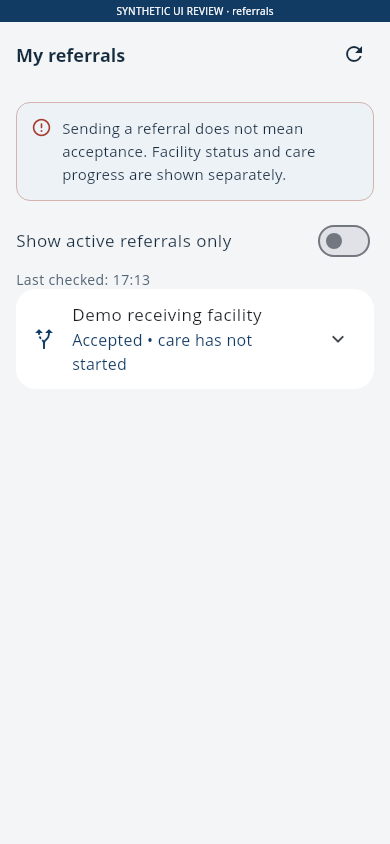 SYNTHETIC UI REVIEW · referrals
My referrals
Sending a referral does not mean
acceptance. Facility status and care
progress are shown separately.
Show active referrals only
Last checked: 17:13
Demo receiving facility
Accepted • care has not
started